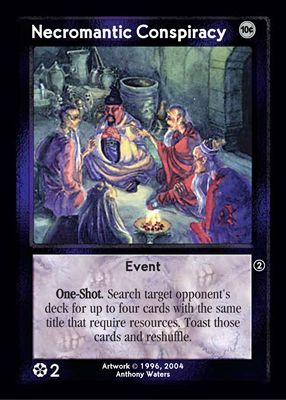 Necromantic Conspiracy
10¢
Event
2
One-Shot. Search target opponent's
deck for up to four cards with the same
title that require resources. Toast those
cards and reshuffle.
2
Artwork © 1996, 2004
Anthony Waters